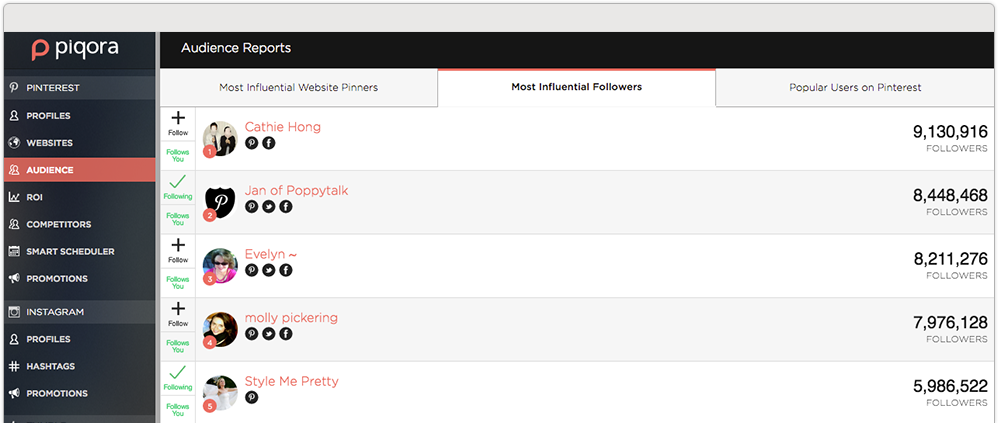 piqora
Audience Reports
PINTEREST
PROFILES
WEBSITES
AUDIENCE
ROI
COMPETITORS
SMART SCHEDULER
PROMOTIONS
INSTAGRAM
PROFILES
HASHTAGS
PROMOTIONS
Most Influential Website Pinners
Most Influential Followers
Popular Users on Pinterest
Follow
Follows
You
1
Cathie Hong
9,130,916
FOLLOWERS
Following
Follows
You
2
Jan of Poppytalk
8,448,468
FOLLOWERS
Follow
Follows
You
3
Evelyn ~
8,211,276
FOLLOWERS
Follow
Follows
You
4
molly pickering
7,976,128
FOLLOWERS
Following
Follows
You
5
Style Me Pretty
5,986,522
FOLLOWERS